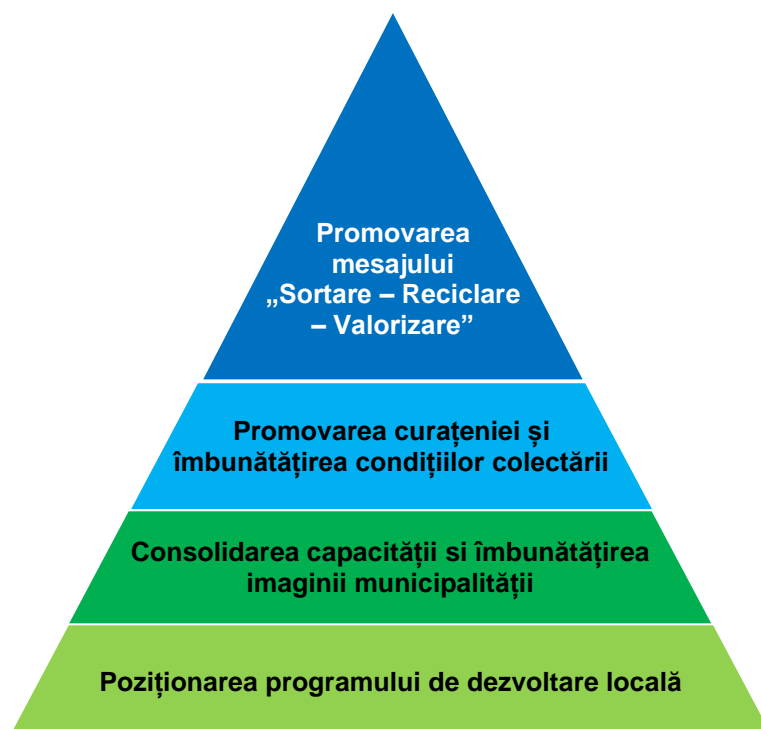 Promovarea
mesajului
„Sortare – Reciclare
– Valorizare”
Promovarea curațeniei și
îmbunătățirea condițiilor colectării
Consolidarea capacității si îmbunătățirea
imaginii municipalității
Poziționarea programului de dezvoltare locală